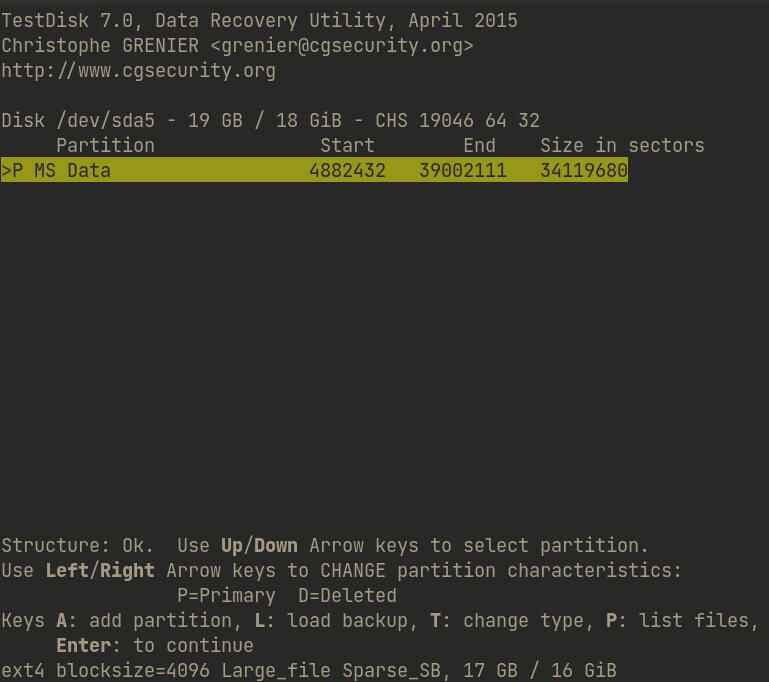 TestDisk 7.0, Data Recovery Utility, April 2015
Christophe GRENIER <grenier@cgsecurity.org>
http://www.cgsecurity.org
Disk /dev/sda5 - 19 GB / 18 GiB - CHS 19046 64 32
     Partition               Start        End    Size in sectors
>P MS Data                  4882432   39002111   34119680
Structure: Ok.  Use Up/Down Arrow keys to select partition.
Use Left/Right Arrow keys to CHANGE partition characteristics:
                P=Primary  D=Deleted
Keys A: add partition, L: load backup, T: change type, P: list files,
     Enter: to continue
ext4 blocksize=4096 Large_file Sparse_SB, 17 GB / 16 GiB